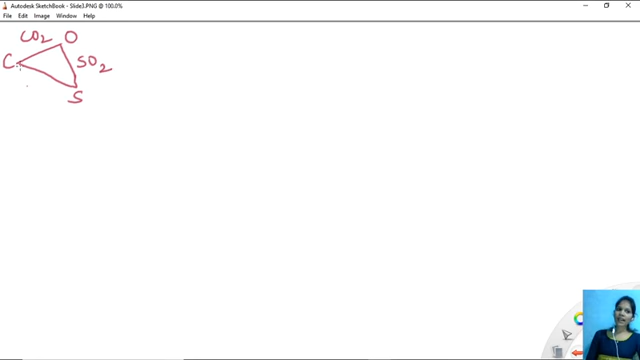 Autodesk SketchBook - Slide3.PNG @ 100.0%
File Edit Image Window Help
CO2 O
C SO2
S